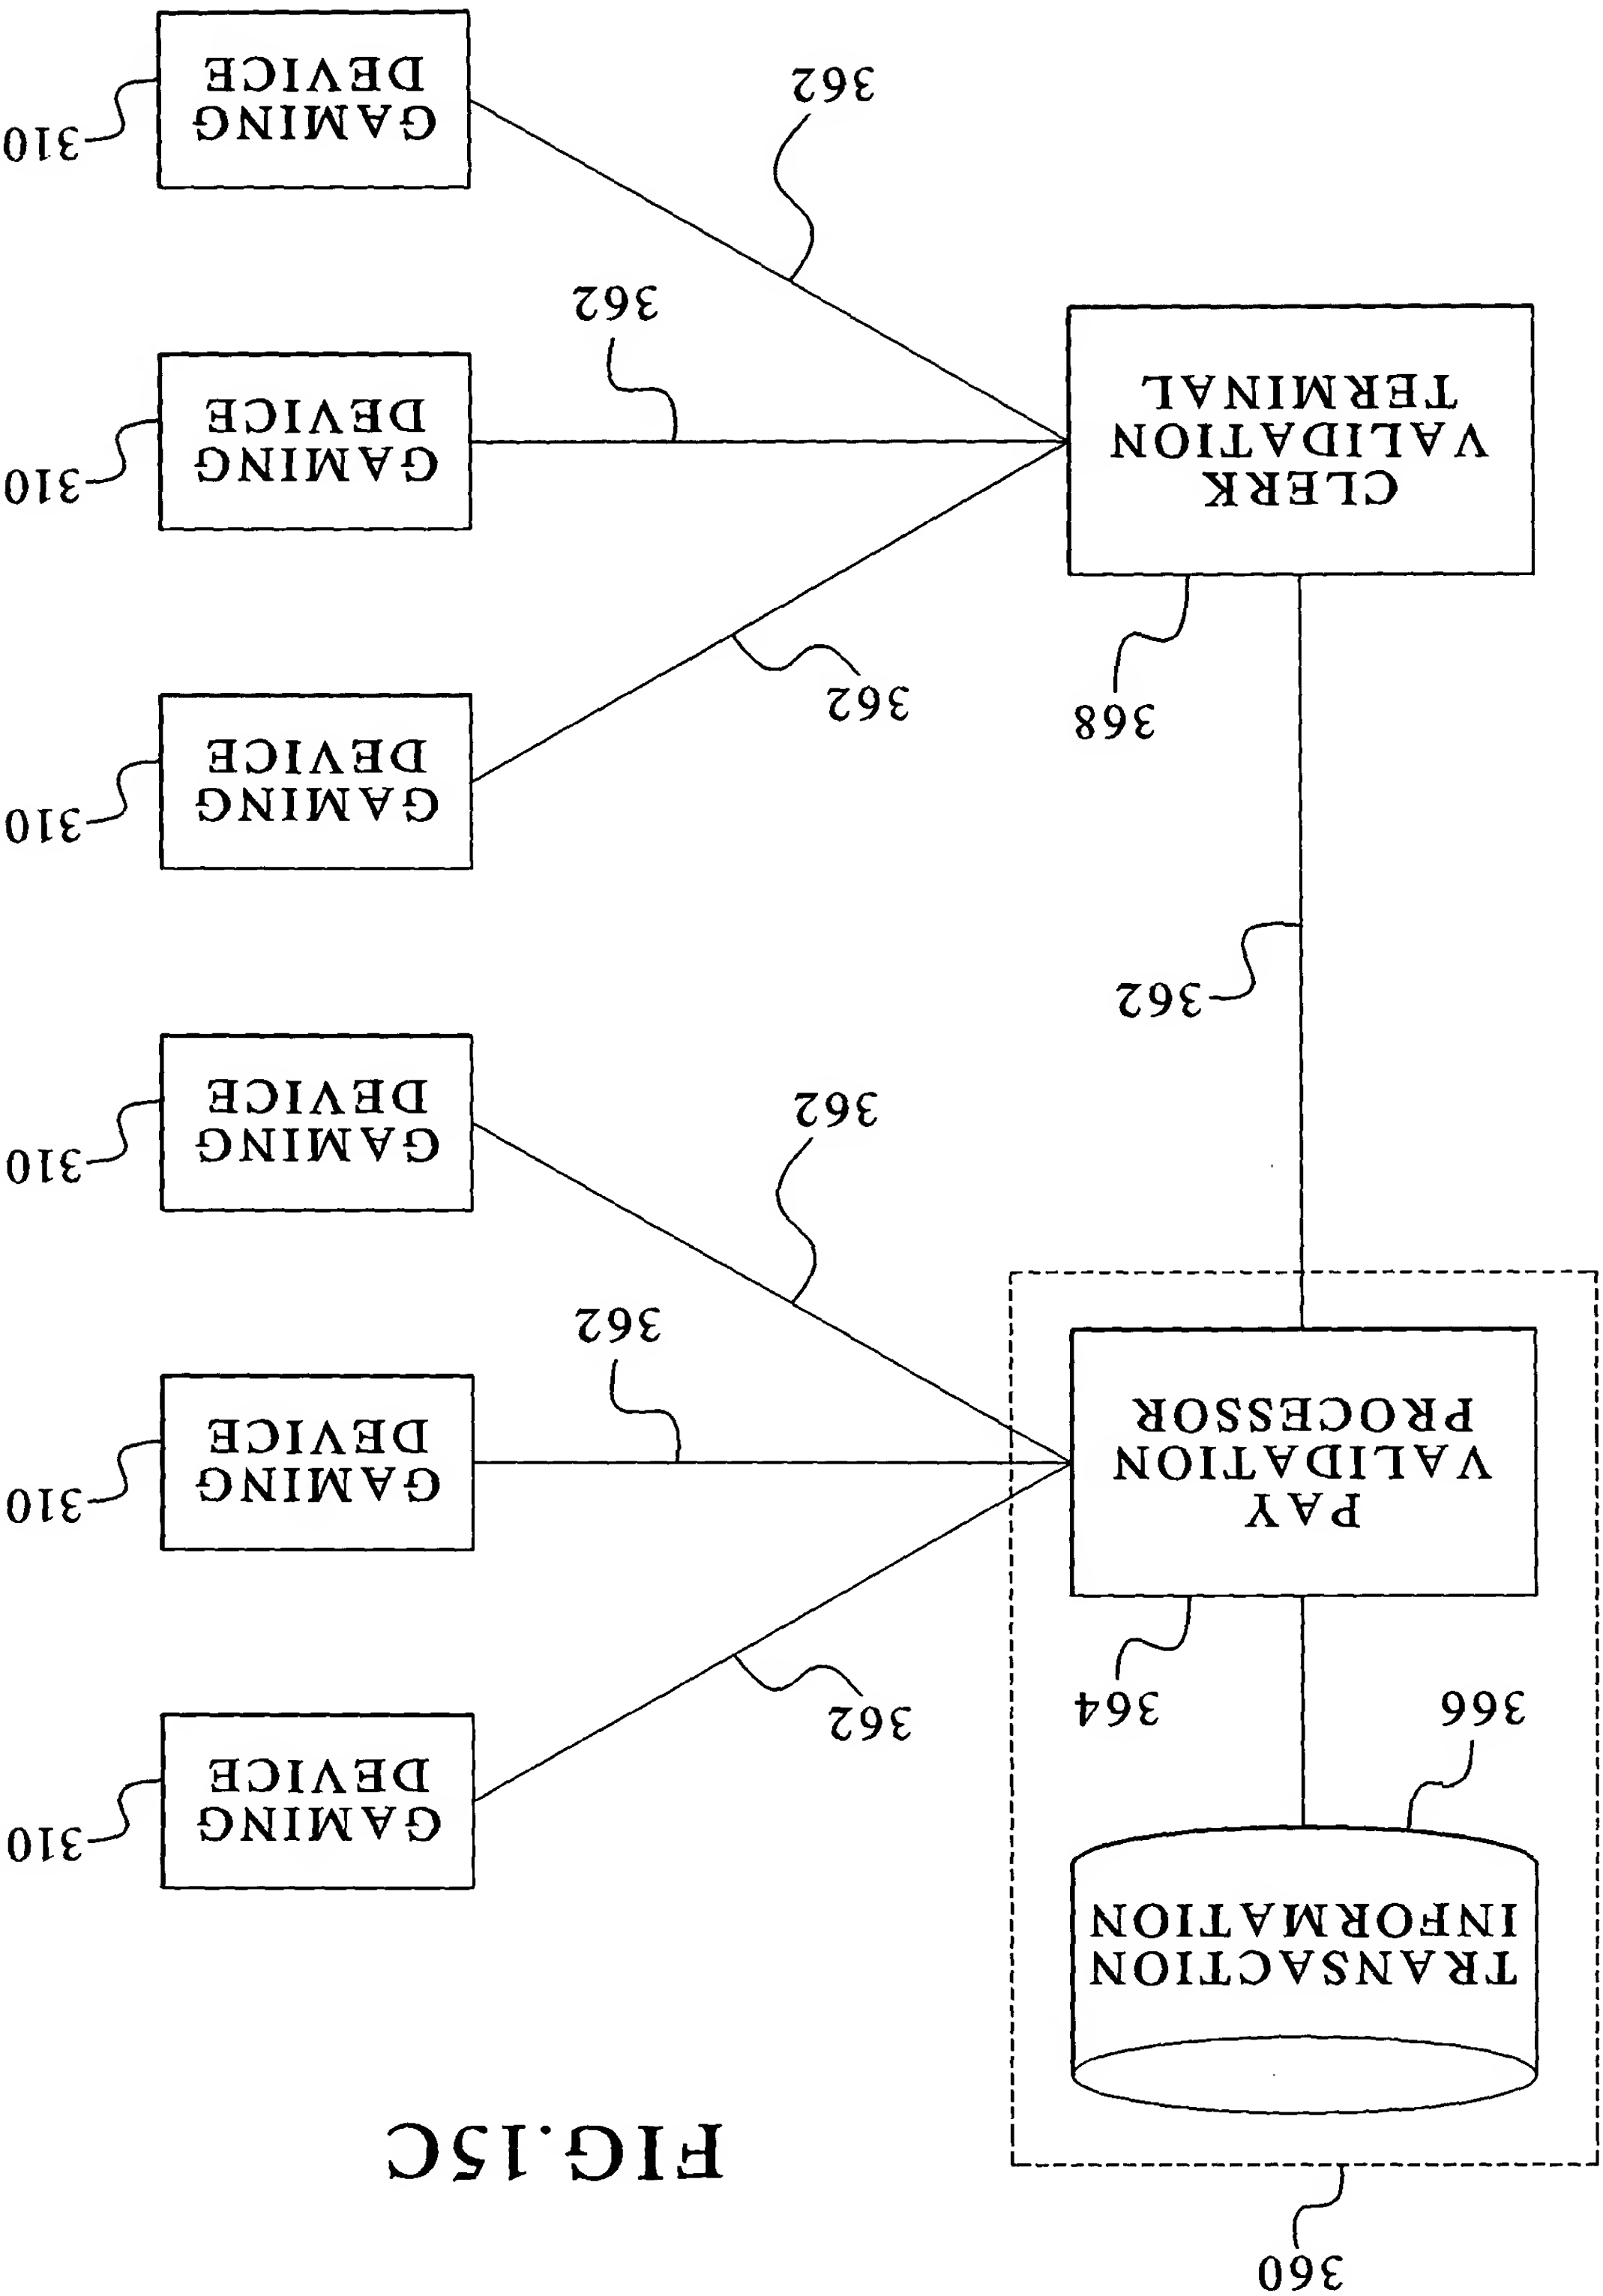 360
FIG.15C
TRANSACTION
INFORMATION
GAMING
DEVICE
310
366
364
362
PAY
VALIDATION
PROCESSOR
GAMING
DEVICE
310
362
GAMING
DEVICE
310
362
362
GAMING
DEVICE
310
368
362
CLERK
VALIDATION
TERMINAL
GAMING
DEVICE
310
362
GAMING
DEVICE
310
362